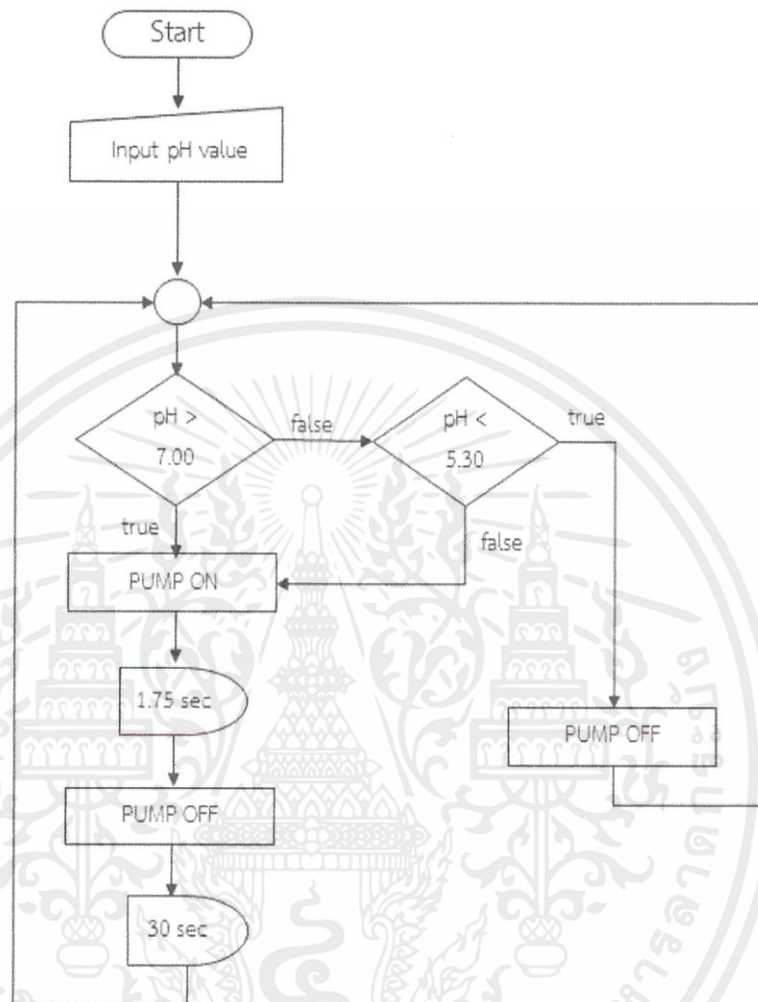 Start
Input pH value
pH >
7.00
false
pH <
5.30
true
true
false
PUMP ON
1.75 sec
PUMP OFF
PUMP OFF
30 sec